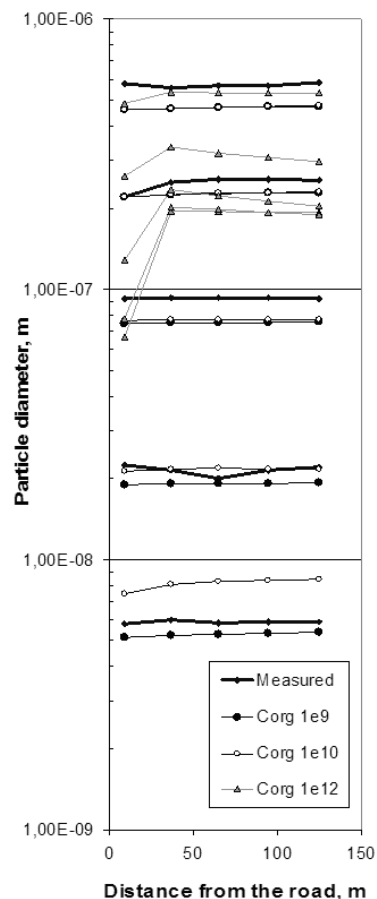 1,00E-06
1,00E-07
1,00E-08
1,00E-09
Particle diameter, m
Measured
Corg 1e9
Corg 1e10
Corg 1e12
0 50 100 150
Distance from the road, m